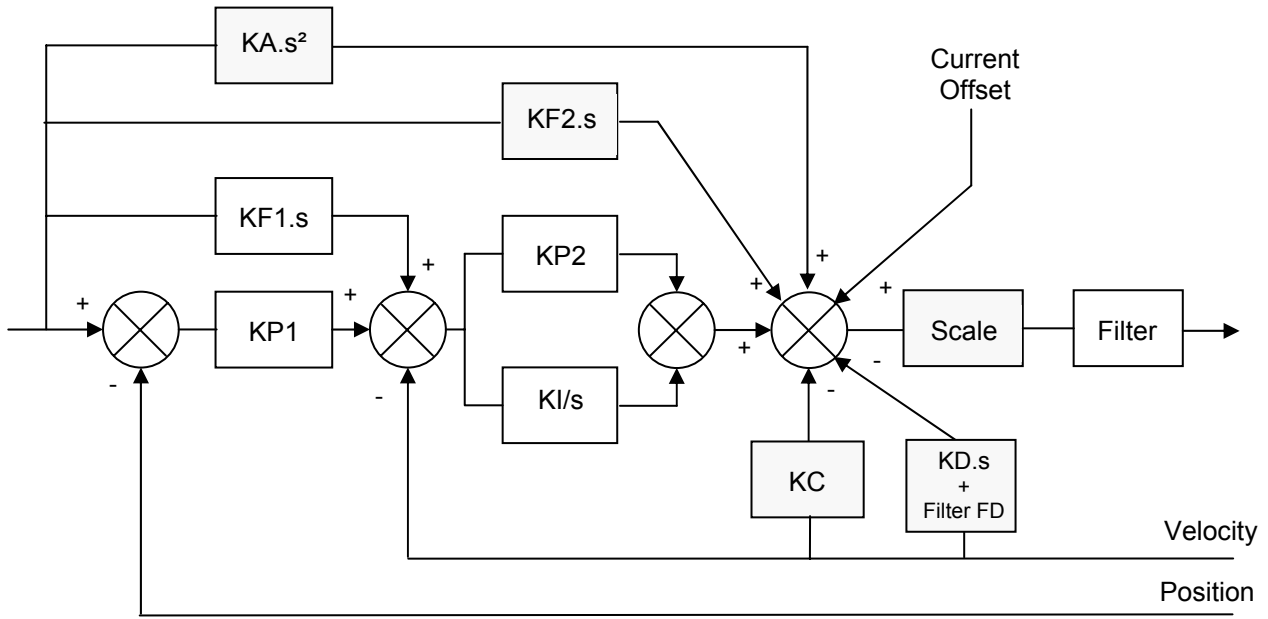 KA.s²
Current
Offset
KF2.s
KF1.s
KP2
+
+
+
+
+
+
KP1
Scale
Filter
+
-
-
-
-
KI/s
KC
KD.s
+
Filter FD
Velocity
Position